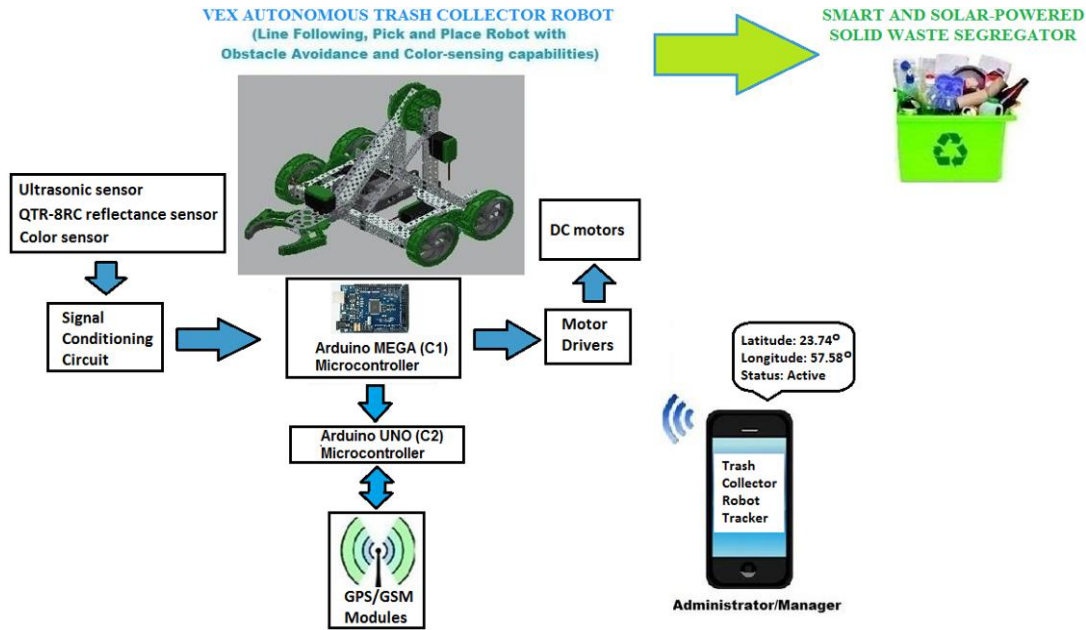 VEX AUTONOMOUS TRASH COLLECTOR ROBOT
(Line Following, Pick and Place Robot with
Obstacle Avoidance and Color-sensing capabilities)
SMART AND SOLAR-POWERED
SOLID WASTE SEGREGATOR
Ultrasonic sensor
QTR-8RC reflectance sensor
Color sensor
Signal
Conditioning
Circuit
Arduino MEGA (C1)
Microcontroller
DC motors
Motor
Drivers
Arduino UNO (C2)
Microcontroller
GPS/GSM
Modules
Latitude: 23.74°
Longitude: 57.58°
Status: Active
Trash
Collector
Robot
Tracker
Administrator/Manager